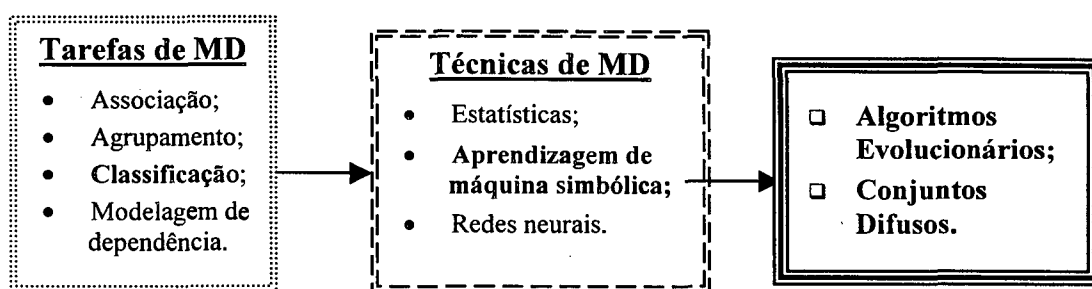 Tarefas de MD
• Associação;
• Agrupamento;
• Classificação;
• Modelagem de
dependência.
Técnicas de MD
• Estatísticas;
• Aprendizagem de
máquina simbólica;
• Redes neurais.
❑ Algoritmos
Evolucionários;
❑ Conjuntos
Difusos.